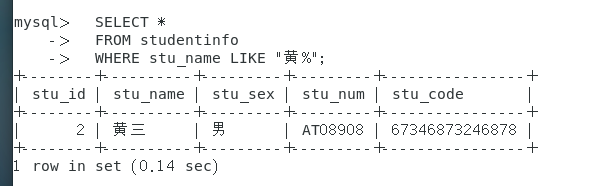 mysql> SELECT *
-> FROM studentinfo
-> WHERE stu_name LIKE "黄%";
+--------+----------+---------+---------+----------------+
| stu_id | stu_name | stu_sex | stu_num | stu_code       |
+--------+----------+---------+---------+----------------+
|      2 | 黄三     | 男      | AT08908 | 67346873246878 |
+--------+----------+---------+---------+----------------+
1 row in set (0.14 sec)